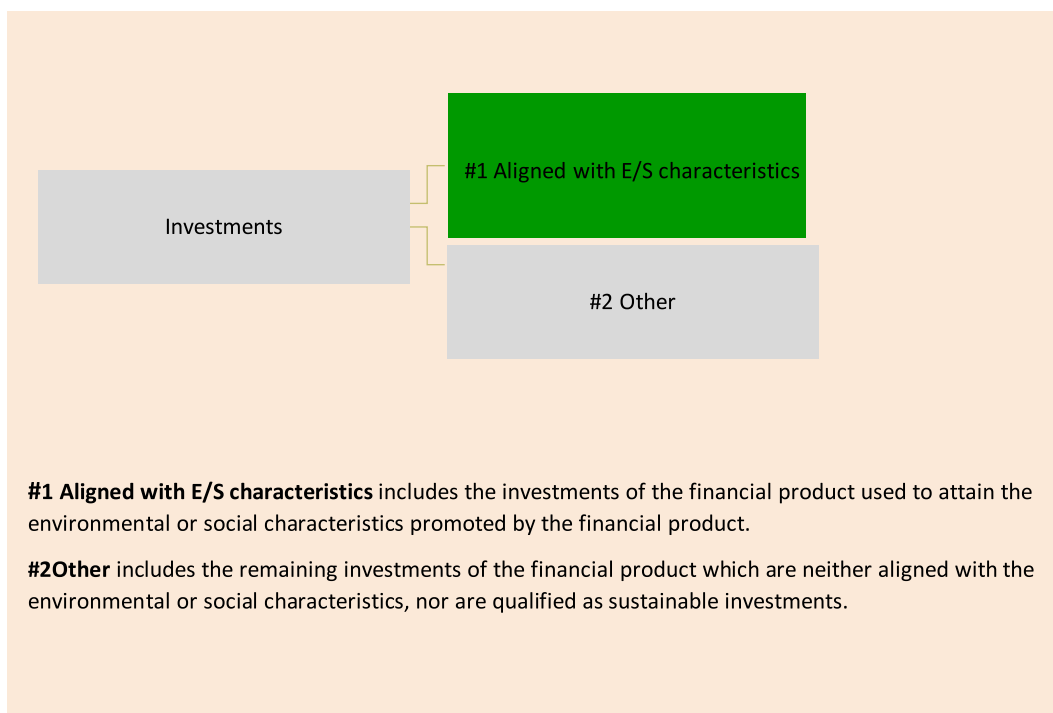 #1 Aligned with E/S characteristics
Investments
#2 Other
#1 Aligned with E/S characteristics includes the investments of the financial product used to attain the
environmental or social characteristics promoted by the financial product.
#2Other includes the remaining investments of the financial product which are neither aligned with the
environmental or social characteristics, nor are qualified as sustainable investments.